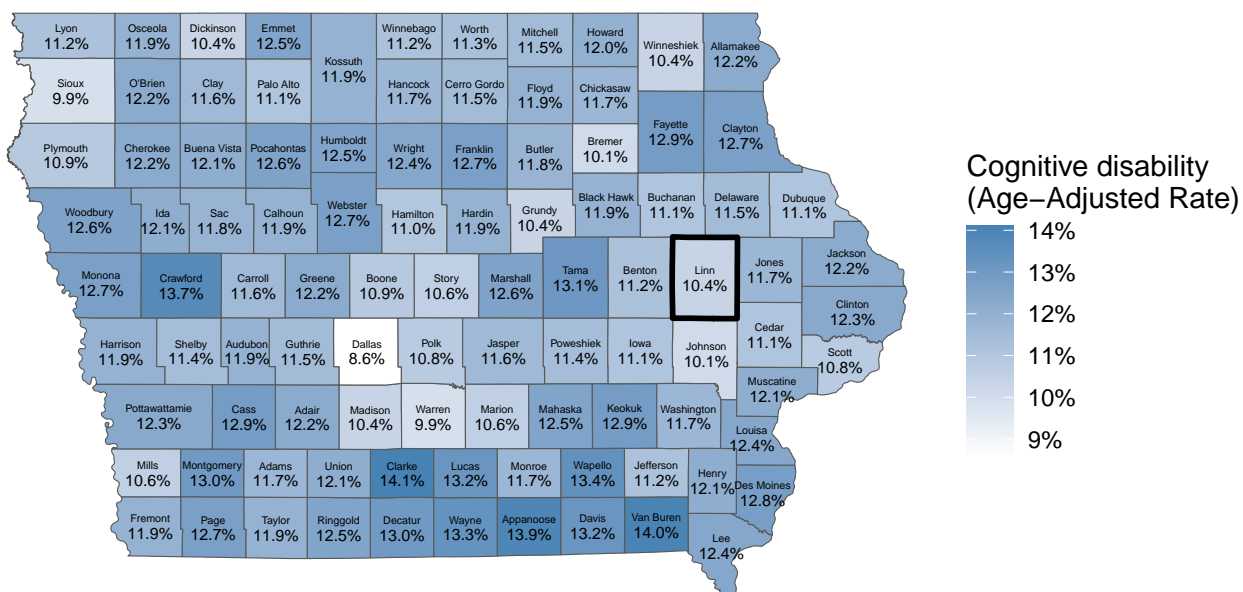 Lyon
11.2%
Osceola
11.9%
Dickinson
10.4%
Emmet
12.5%
Kossuth
11.9%
Winnebago
11.2%
Worth
11.3%
Mitchell
11.5%
Howard
12.0%
Winneshiek
10.4%
Allamakee
12.2%
Sioux
9.9%
O'Brien
12.2%
Clay
11.6%
Palo Alto
11.1%
Hancock
11.7%
Cerro Gordo
11.5%
Floyd
11.9%
Chickasaw
11.7%
Fayette
12.9%
Clayton
12.7%
Plymouth
10.9%
Cherokee
12.2%
Buena Vista
12.1%
Pocahontas
12.6%
Humboldt
12.5%
Wright
12.4%
Franklin
12.7%
Butler
11.8%
Bremer
10.1%
Woodbury
12.6%
Ida
12.1%
Sac
11.8%
Calhoun
11.9%
Webster
12.7%
Hamilton
11.0%
Hardin
11.9%
Grundy
10.4%
Black Hawk
11.9%
Buchanan
11.1%
Delaware
11.5%
Dubuque
11.1%
Monona
12.7%
Crawford
13.7%
Carroll
11.6%
Greene
12.2%
Boone
10.9%
Story
10.6%
Marshall
12.6%
Tama
13.1%
Benton
11.2%
Linn
10.4%
Jones
11.7%
Jackson
12.2%
Clinton
12.3%
Harrison
11.9%
Shelby
11.4%
Audubon
11.9%
Guthrie
11.5%
Dallas
8.6%
Polk
10.8%
Jasper
11.6%
Poweshiek
11.4%
Iowa
11.1%
Johnson
10.1%
Cedar
11.1%
Scott
10.8%
Muscatine
12.1%
Pottawattamie
12.3%
Cass
12.9%
Adair
12.2%
Madison
10.4%
Warren
9.9%
Marion
10.6%
Mahaska
12.5%
Keokuk
12.9%
Washington
11.7%
Louisa
12.4%
Mills
10.6%
Montgomery
13.0%
Adams
11.7%
Union
12.1%
Clarke
14.1%
Lucas
13.2%
Monroe
11.7%
Wapello
13.4%
Jefferson
11.2%
Henry
12.1%
Des Moines
12.8%
Fremont
11.9%
Page
12.7%
Taylor
11.9%
Ringgold
12.5%
Decatur
13.0%
Wayne
13.3%
Appanoose
13.9%
Davis
13.2%
Van Buren
14.0%
Lee
12.4%
Cognitive disability
(Age−Adjusted Rate)
14%
13%
12%
11%
10%
9%